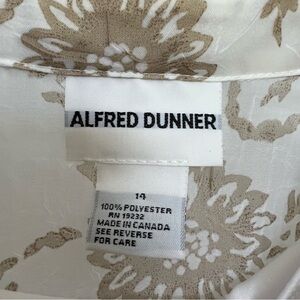 ALFRED DUNNER
14
100% POLYESTER
RN 19232
MADE IN CANADA
SEE REVERSE
FOR CARE